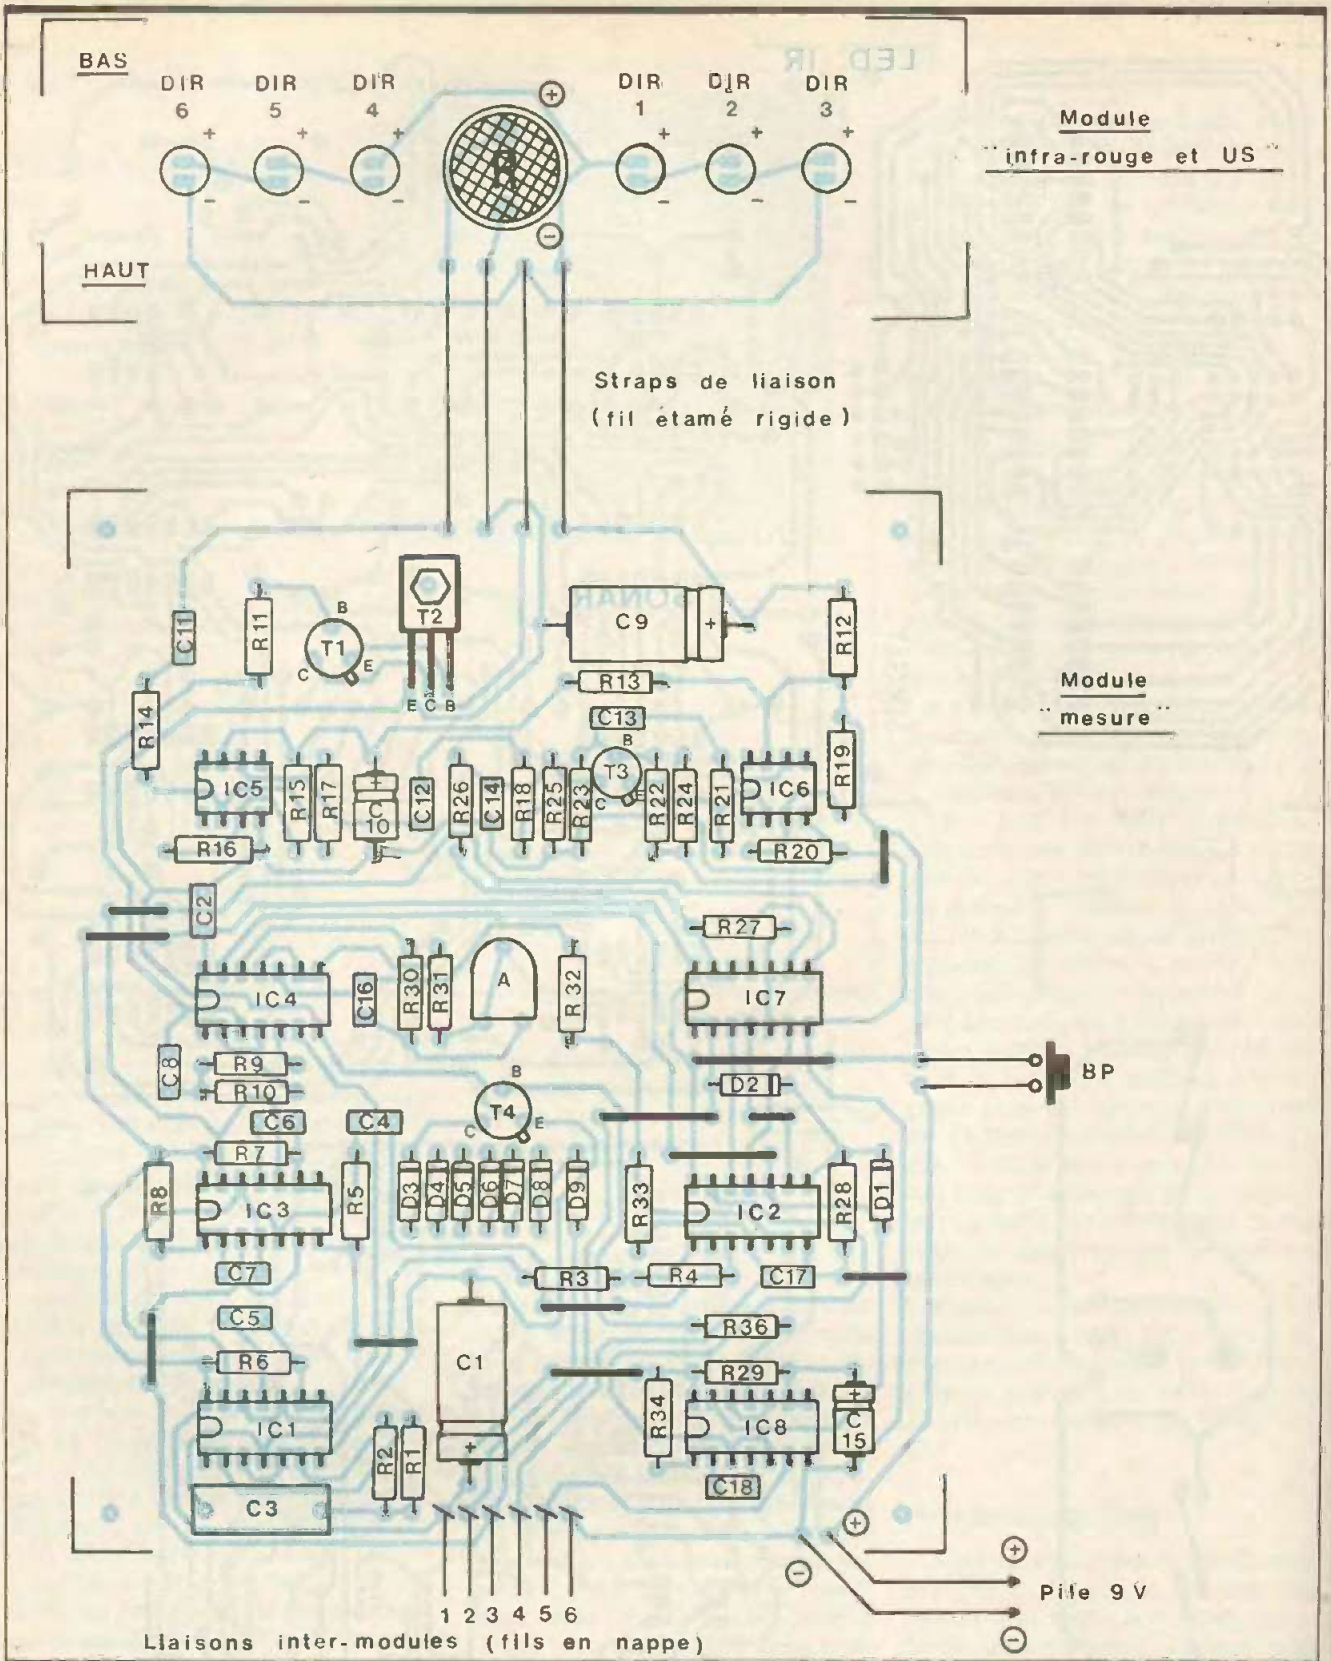 BAS
DIR 6
DIR 5
DIR 4
DIR 1
DIR 2
DIR 3
+ + + + + + +
R
- - - - - - -
HAUT
LED IR
Module
"infra-rouge et US"
Straps de liaison
(fil étamé rigide)
SONAR
C11
R11
B
T1
C
E
T2
E C B
C9
+
R12
R13
C13
Module
"mesure"
R14
IC5
R15
R17
+
C10
C12
R26
C14
R18
R25
R23
B
T3
C
E
R22
R24
R21
IC6
R19
R16
R20
C2
R27
IC4
C16
R30
R31
A
R32
IC7
C8
R9
R10
D2
BP
C6
C4
B
T4
C
E
R7
R8
IC3
R5
D3
D4
D5
D6
D7
D8
D9
R33
IC2
R28
D1
C7
R3
R4
C17
C5
R36
R6
C1
+
R29
R34
IC1
IC8
+
C15
R2
R1
C3
C18
+
-
+
Pile 9 V
-
1 2 3 4 5 6
Liaisons inter-modules (fils en nappe)